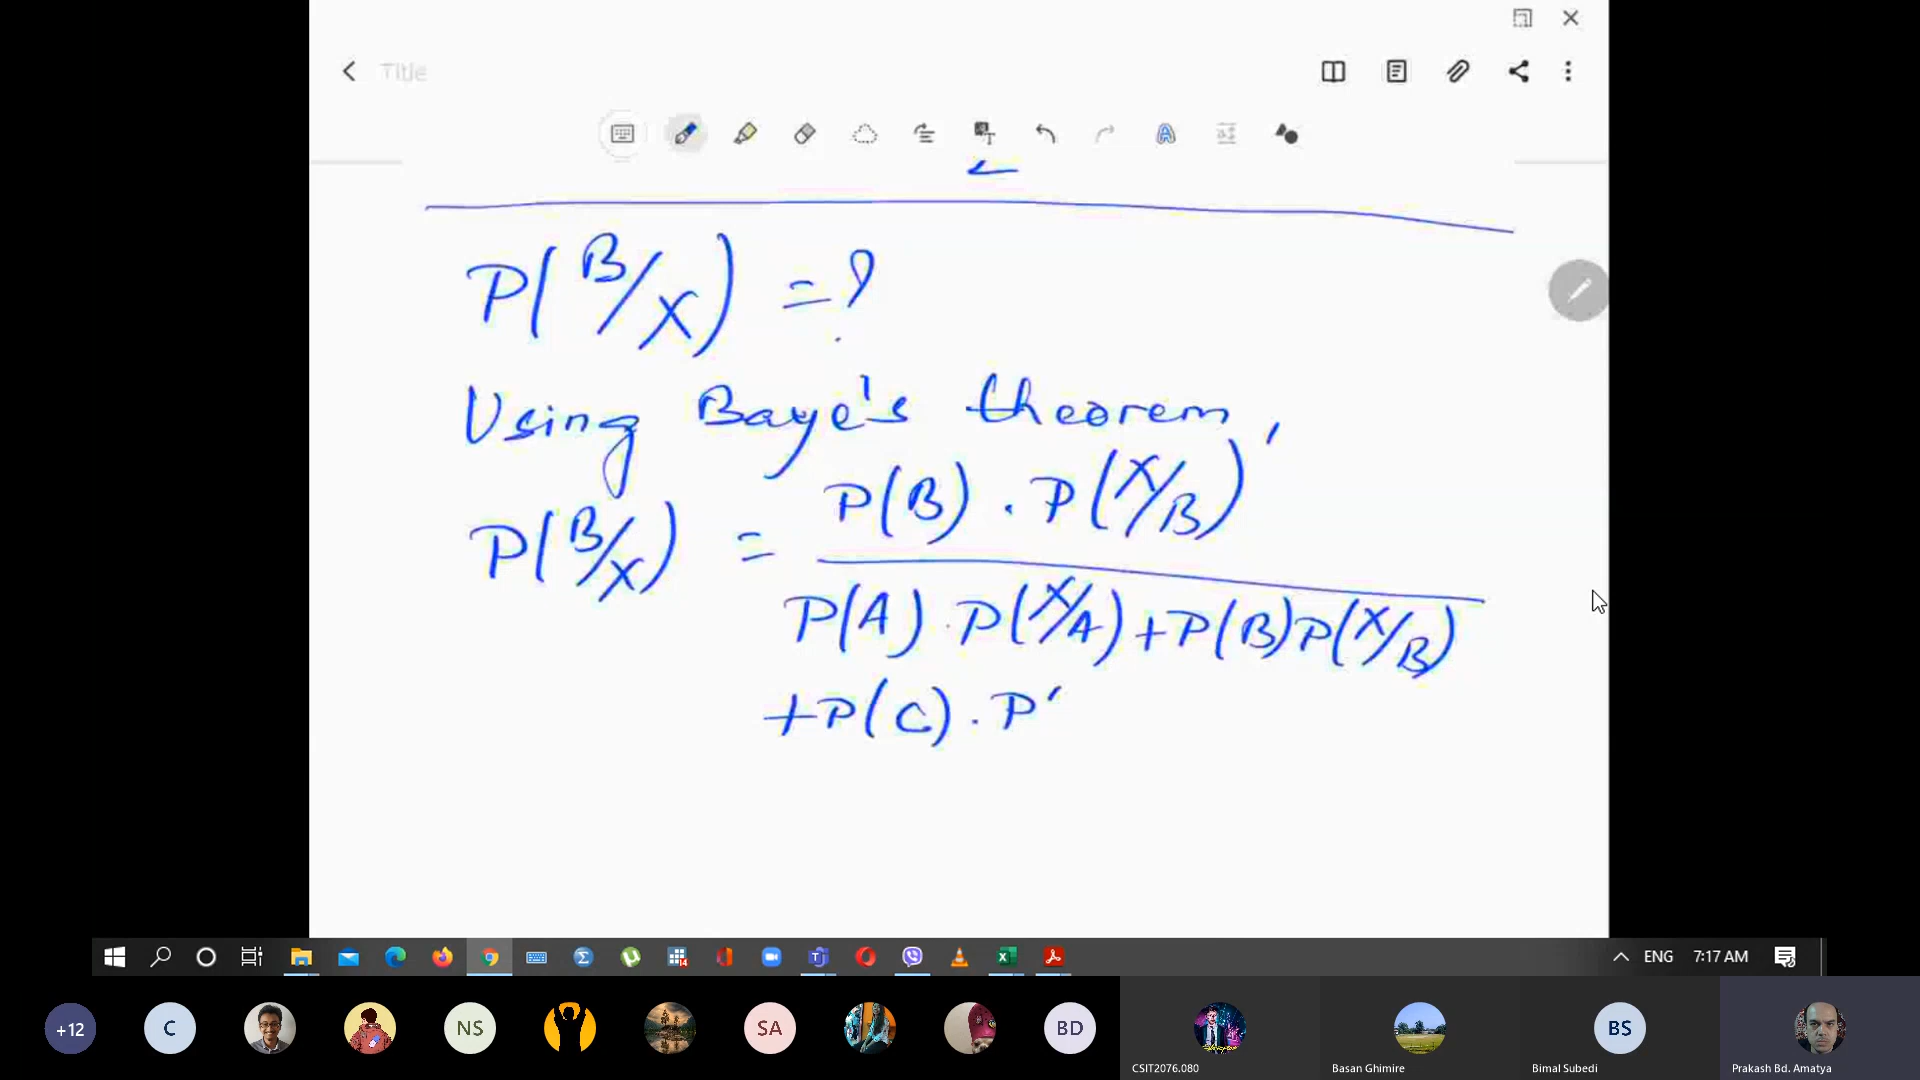 Title
P(B/X) = ?
Using Baye's theorem,
P(B/X) = P(B) . P(X/B)
P(A) . P(X/A) + P(B)P(X/B)
+P(C) . P
ENG 7:17 AM
+12 C NS SA BD BS
CSIT2076.080 Basan Ghimire Bimal Subedi Prakash Bd. Amatya